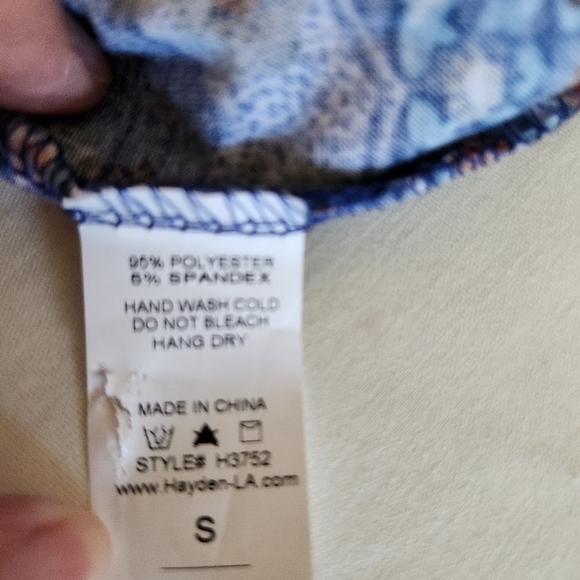 95% POLYESTER
5% SPANDEX
HAND WASH COLD
DO NOT BLEACH
HANG DRY
MADE IN CHINA
STYLE# H3752
www.Hayden-LA.com
S